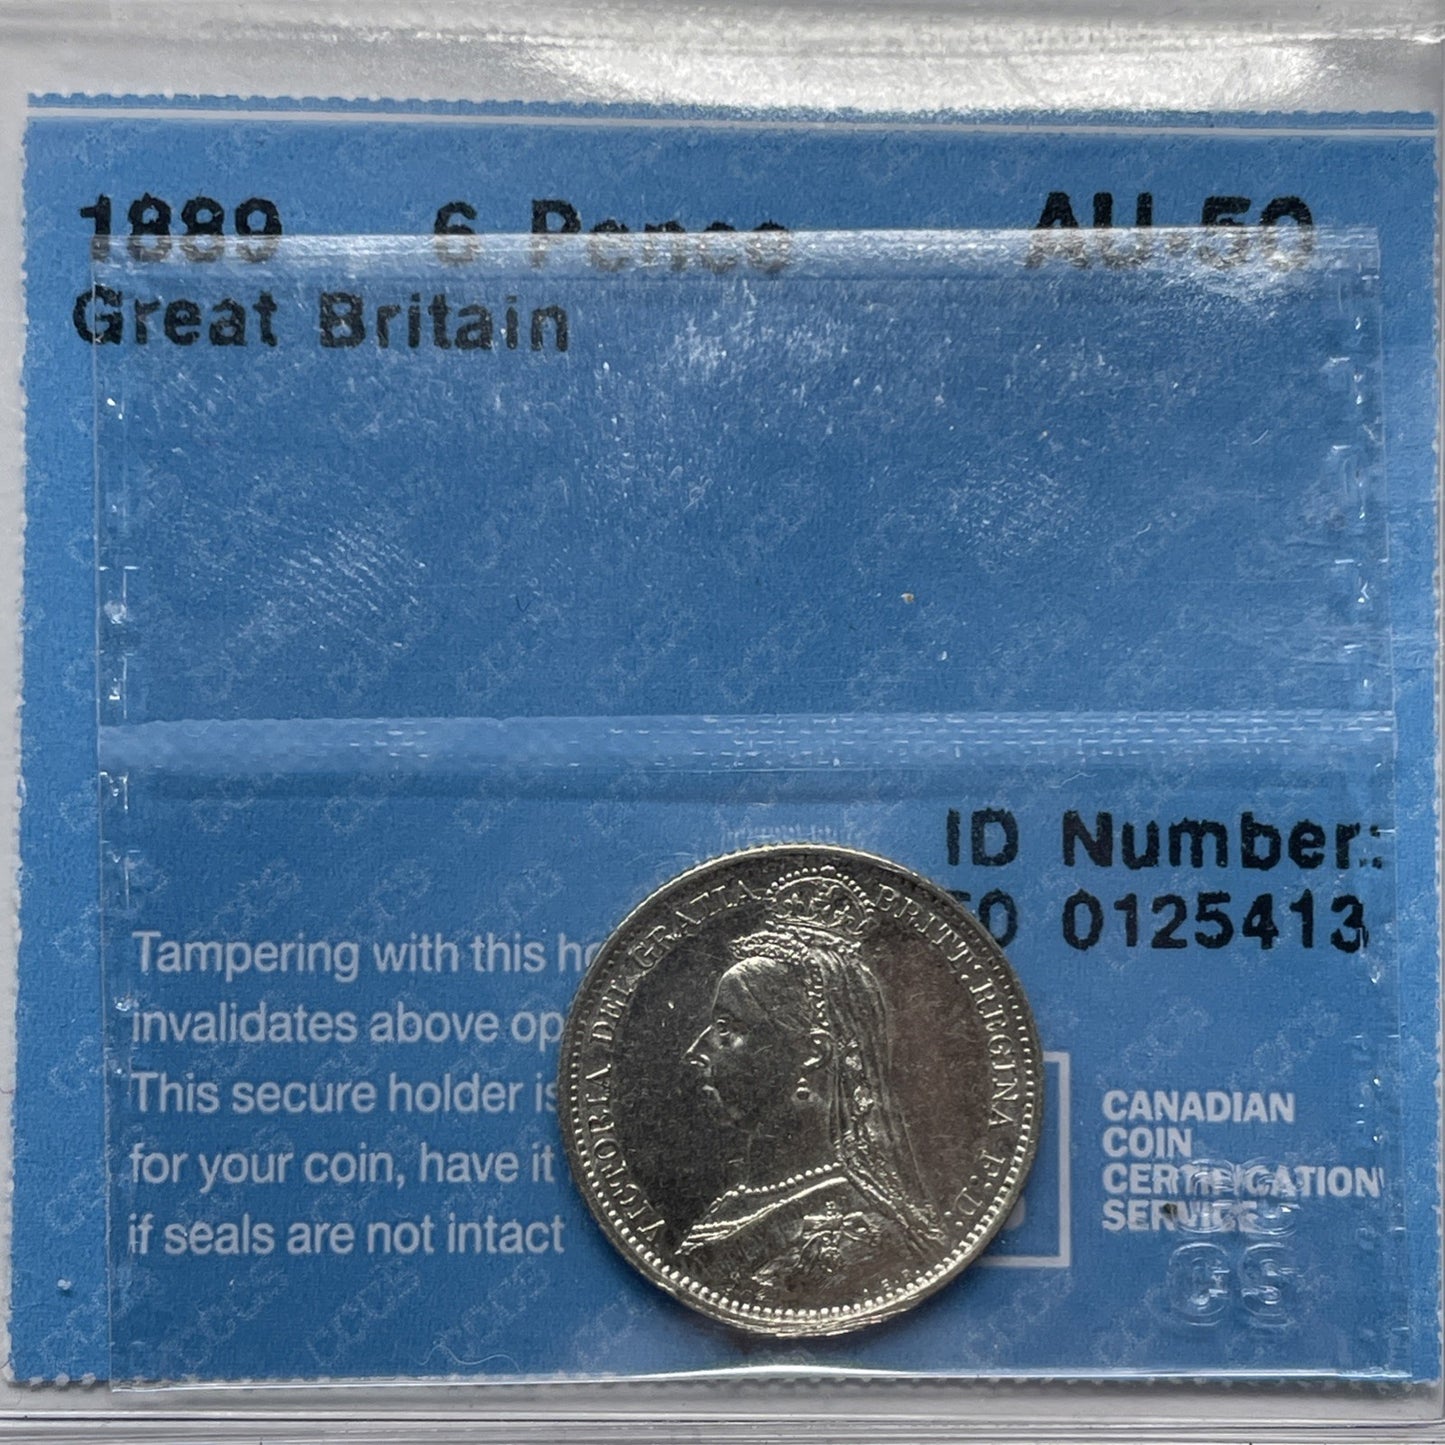 1889 6 Pence AU-50
Great Britain
ID Number:
0 0125413
Tampering with this ho
invalidates above op
This secure holder is
for your coin, have it
if seals are not intact
CANADIAN
COIN
CERTIFICATION
SERVICE
VICTORIA DEI GRATIA BRITT: REGINA F: D: